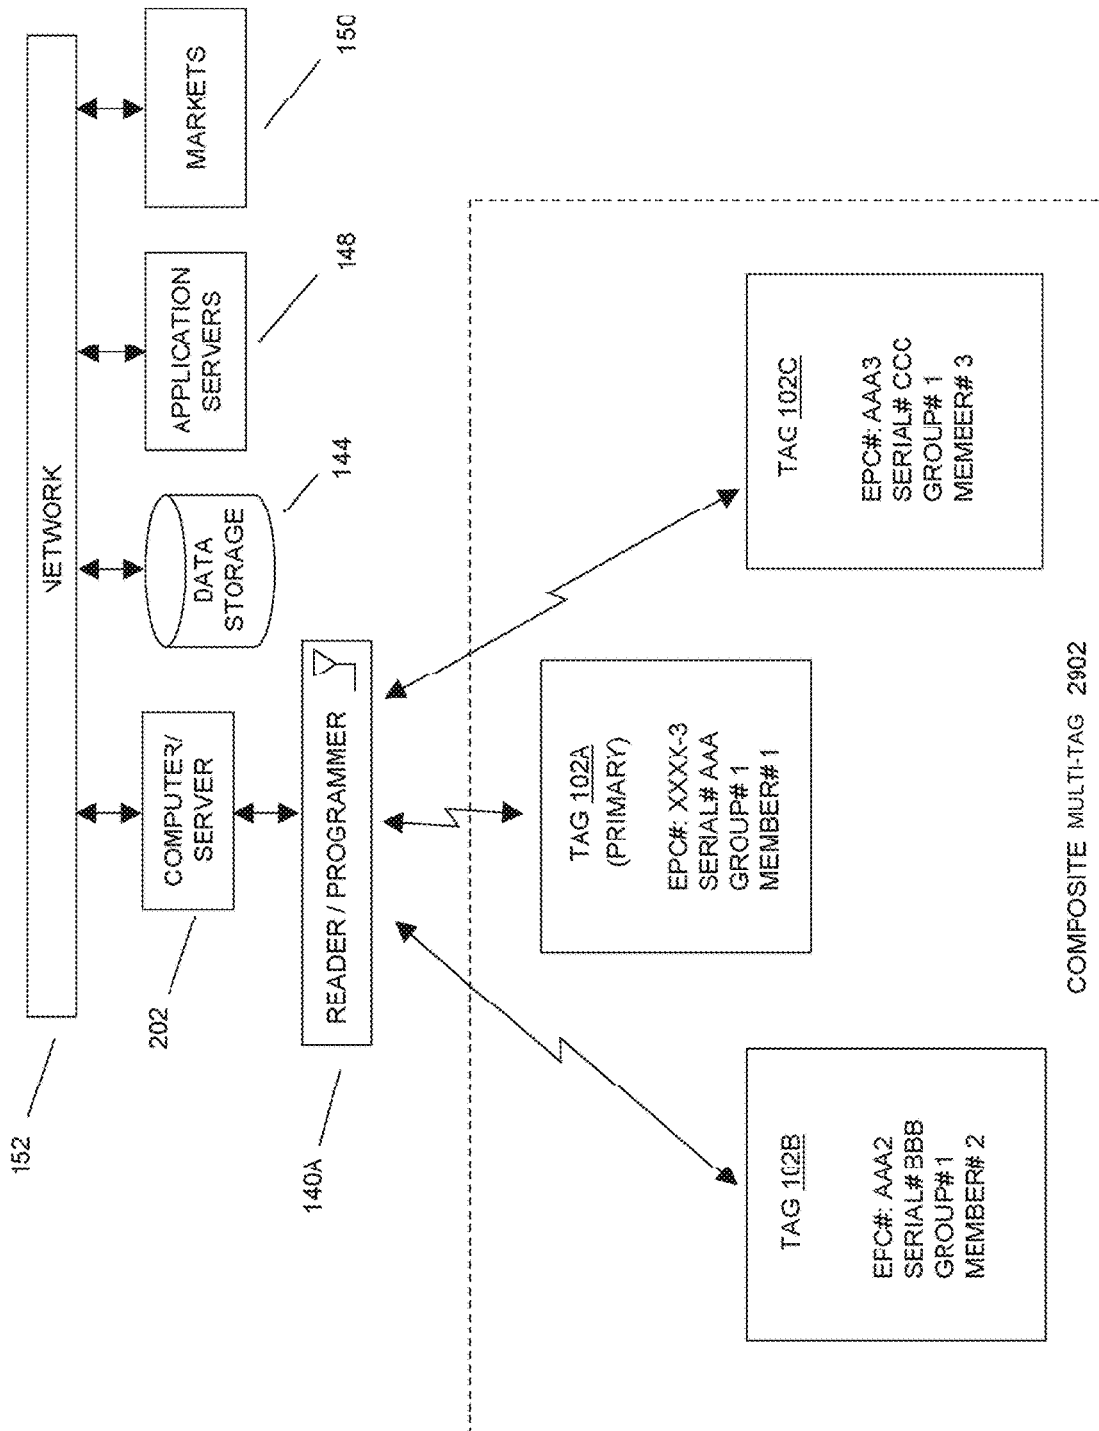 152
NETWORK
202
COMPUTER/
SERVER
DATA
STORAGE
144
APPLICATION
SERVERS
148
MARKETS
150
140A
READER / PROGRAMMER
TAG 102A
(PRIMARY)
EPC#: XXXX-3
SERIAL# AAA
GROUP# 1
MEMBER# 1
TAG 102B
EPC#: AAA2
SERIAL# BBB
GROUP# 1
MEMBER# 2
TAG 102C
EPC#: AAA3
SERIAL# CCC
GROUP# 1
MEMBER# 3
COMPOSITE MULTI-TAG 2902